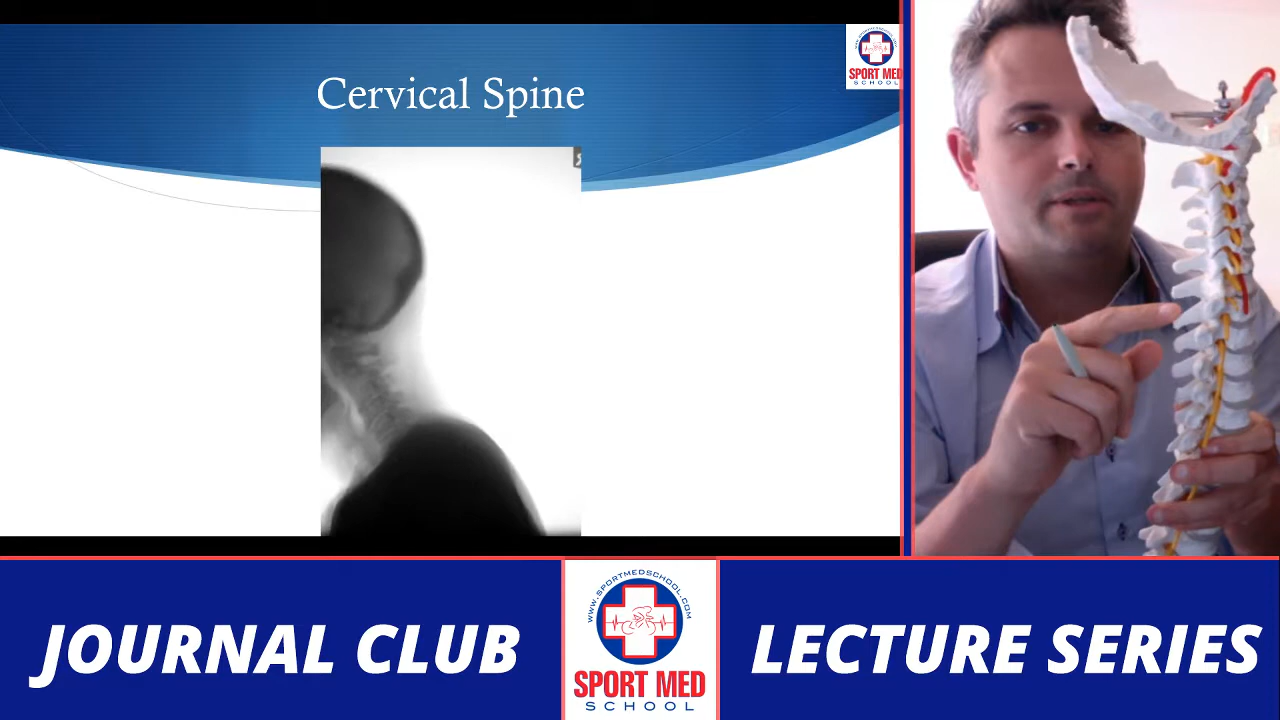 Cervical Spine
SPORT MED
SCHOOL
JOURNAL CLUB
WWW.SPORTMEDSCHOOL.COM
SPORT MED
SCHOOL
LECTURE SERIES